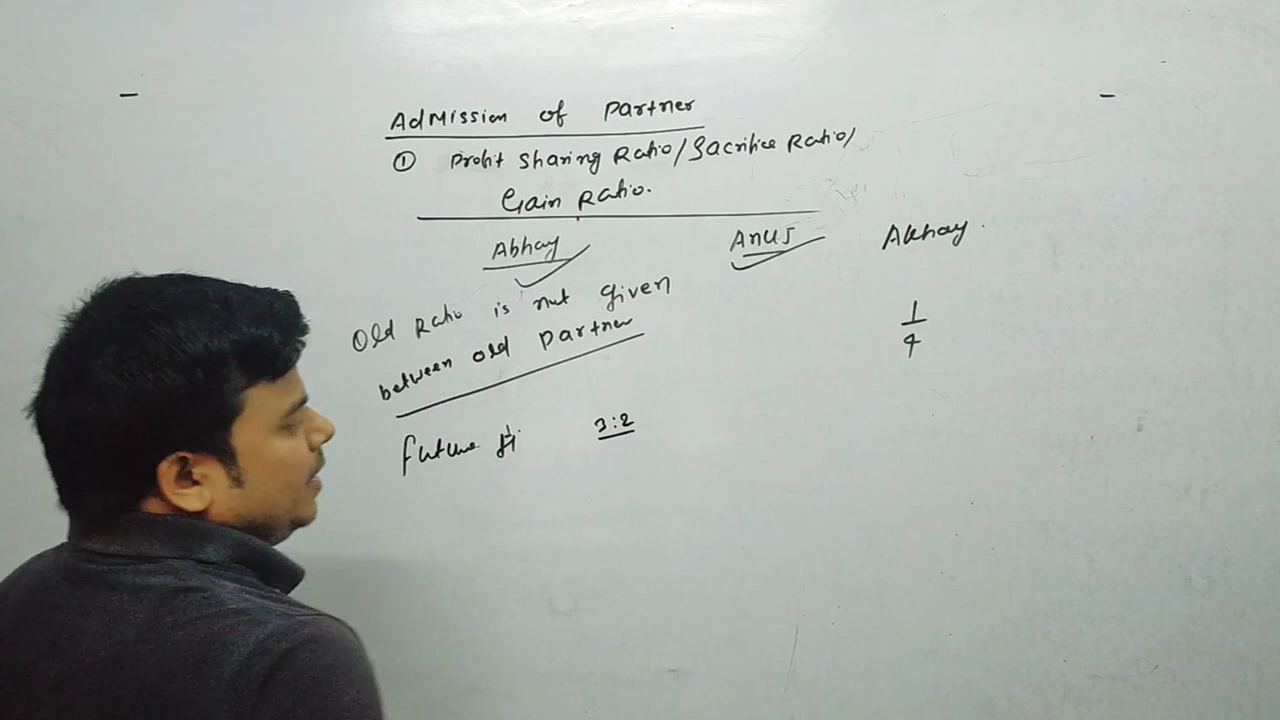 Admission of Partner
① Profit Sharing Ratio/Sacrifice Ratio/
Gain Ratio.
Abhay Anuj Akhay.
Old Ratio is not given
between old Partner
1
4
future में 3:2